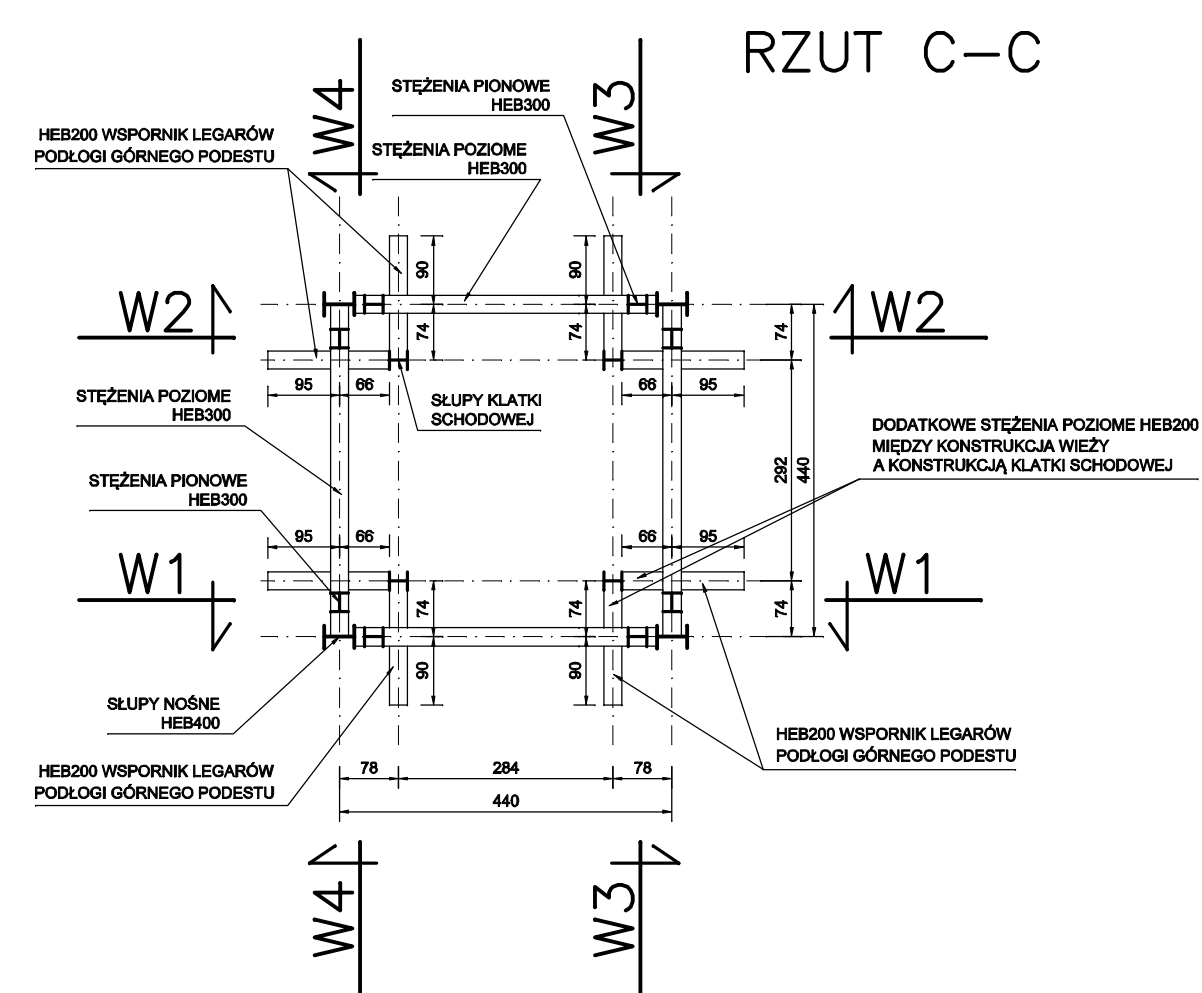 RZUT C-C
W4
W3
STĘŻENIA PIONOWE
HEB300
HEB200 WSPORNIK LEGARÓW
PODŁOGI GÓRNEGO PODESTU
STĘŻENIA POZIOME
HEB300
90
90
W2
W2
74
74
74
95
66
66
95
STĘŻENIA POZIOME
HEB300
SŁUPY KLATKI
SCHODOWEJ
DODATKOWE STĘŻENIA POZIOME HEB200
MIĘDZY KONSTRUKCJA WIEŻY
A KONSTRUKCJĄ KLATKI SCHODOWEJ
292
440
STĘŻENIA PIONOWE
HEB300
95
66
66
95
W1
W1
74
74
74
90
90
SŁUPY NOŚNE
HEB400
HEB200 WSPORNIK LEGARÓW
PODŁOGI GÓRNEGO PODESTU
HEB200 WSPORNIK LEGARÓW
PODŁOGI GÓRNEGO PODESTU
78
284
78
440
W4
W3